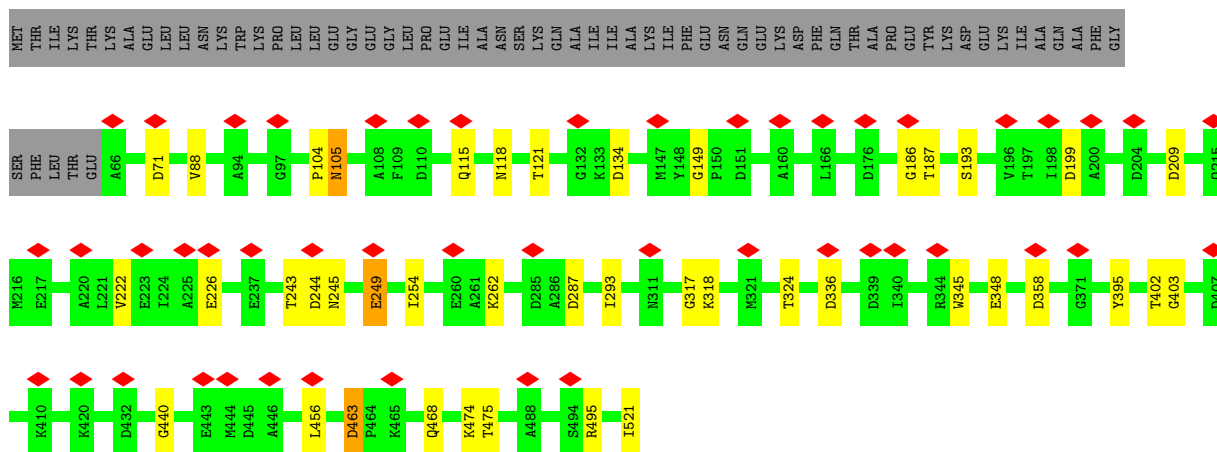 MET THR ILE LYS THR LYS ALA GLU LEU LEU ASN LYS TRP LYS PRO LEU LEU GLU GLY GLU GLY LEU PRO GLU ILE ALA ASN SER LYS GLN ALA ILE ILE ALA LYS ILE PHE GLU ASN GLN GLU LYS ASP PHE GLN THR ALA PRO GLU TYR LYS ASP GLU LYS ILE ALA GLN ALA PHE GLY
SER PHE LEU THR GLU A66 D71 V88 A94 G97 P104 N105 A108 F109 D110 Q115 N118 T121 G132 K133 D134 M147 Y148 G149 P150 D151 A160 L166 D176 G186 T187 S193 V196 T197 I198 D199 A200 D204 D209
M216 E217 A220 L221 V222 E223 I224 A225 E226 E237 T243 D244 N245 E249 I254 E260 A261 K262 D285 A286 D287 I293 N311 G317 K318 M321 T324 D336 D339 I340 R344 W345 E348 D358 G371 Y395 T402 G403
K410 K420 D432 G440 E443 M444 D445 A446 L456 D463 P464 K465 Q468 K474 T475 A488 S494 R495 I521